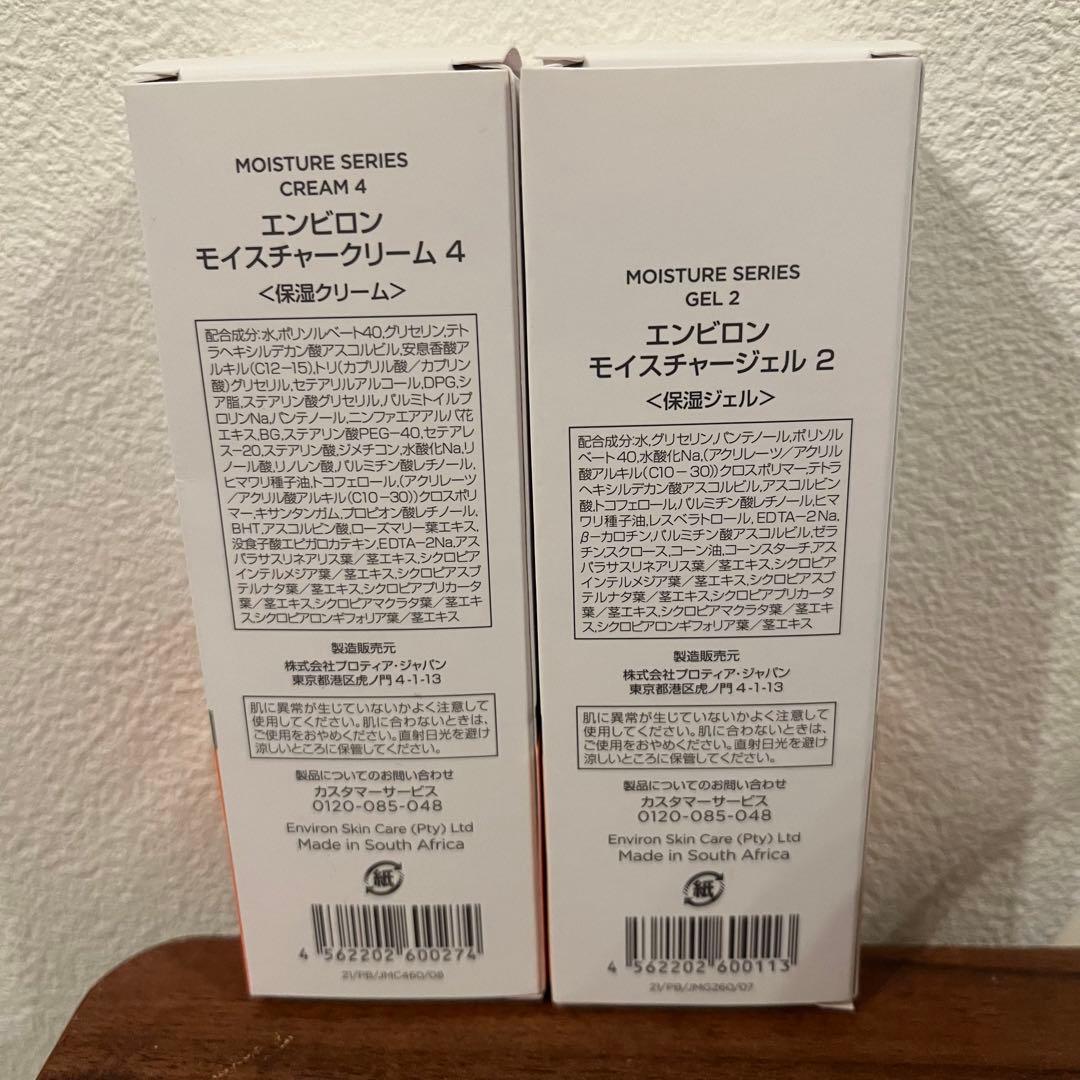 MOISTURE SERIES
CREAM 4
エンビロン
モイスチャークリーム 4
<保湿クリーム>
配合成分:水,ポリソルベート40,グリセリン,テト
ラヘキシルデカン酸アスコルビル,安息香酸ア
ルキル(C12-15),トリ(カプリル酸/カプリン
酸)グリセリル,セテアリルアルコール,DPG,シ
ア脂,ステアリン酸グリセリル,パルミトイルプ
ロリンNa,パンテノール,ニンファエアアルバ花
エキス,BG,ステアリン酸PEG-40,セテアレ
ス-20,ステアリン酸,ジメチコン,水酸化Na,リ
ノール酸,リノレン酸,パルミチン酸レチノール,
ヒマワリ種子油,トコフェロール,(アクリレーツ
/アクリル酸アルキル(C10-30))クロスポリ
マー,キサンタンガム,プロピオン酸レチノール,
BHT,アスコルビン酸,ローズマリー葉エキス,
没食子酸エピガロカテキン,EDTA-2Na,アス
パラサスリネアリス葉/茎エキス,シクロピア
インテルメジア葉/茎エキス,シクロピアスブ
テルナタ葉/茎エキス,シクロピアプリカータ
葉/茎エキス,シクロピアマクラタ葉/茎エキ
ス,シクロピアロンギフォリア葉/茎エキス
製造販売元
株式会社プロティア・ジャパン
東京都港区虎ノ門 4-1-13
肌に異常が生じていないかよく注意して
使用してください。肌に合わないときは、
ご使用をおやめください。直射日光を避け
涼しいところに保管してください。
製品についてのお問い合わせ
カスタマーサービス
0120-085-048
Environ Skin Care (Pty) Ltd
Made in South Africa
紙
4 562202 600274
21/PB/JMC460/08
MOISTURE SERIES
GEL 2
エンビロン
モイスチャージェル 2
<保湿ジェル>
配合成分:水,グリセリン,パンテノール,ポリソル
ベート40,水酸化Na,(アクリレーツ/アクリル
酸アルキル(C10-30))クロスポリマー,テトラ
ヘキシルデカン酸アスコルビル,アスコルビン
酸,トコフェロール,パルミチン酸レチノール,ヒマ
ワリ種子油,レスベラトロール,EDTA-2Na,
β-カロチン,パルミチン酸アスコルビル,ゼラ
チン,スクロース,コーン油,コーンスターチ,アス
パラサスリネアリス葉/茎エキス,シクロピア
インテルメジア葉/茎エキス,シクロピアスブ
テルナタ葉/茎エキス,シクロピアプリカータ
葉/茎エキス,シクロピアマクラタ葉/茎エキ
ス,シクロピアロンギフォリア葉/茎エキス
製造販売元
株式会社プロティア・ジャパン
東京都港区虎ノ門 4-1-13
肌に異常が生じていないかよく注意して
使用してください。肌に合わないときは、
ご使用をおやめください。直射日光を避け
涼しいところに保管してください。
製品についてのお問い合わせ
カスタマーサービス
0120-085-048
Environ Skin Care (Pty) Ltd
Made in South Africa
紙
4 562202 600113
21/PB/JMG260/07